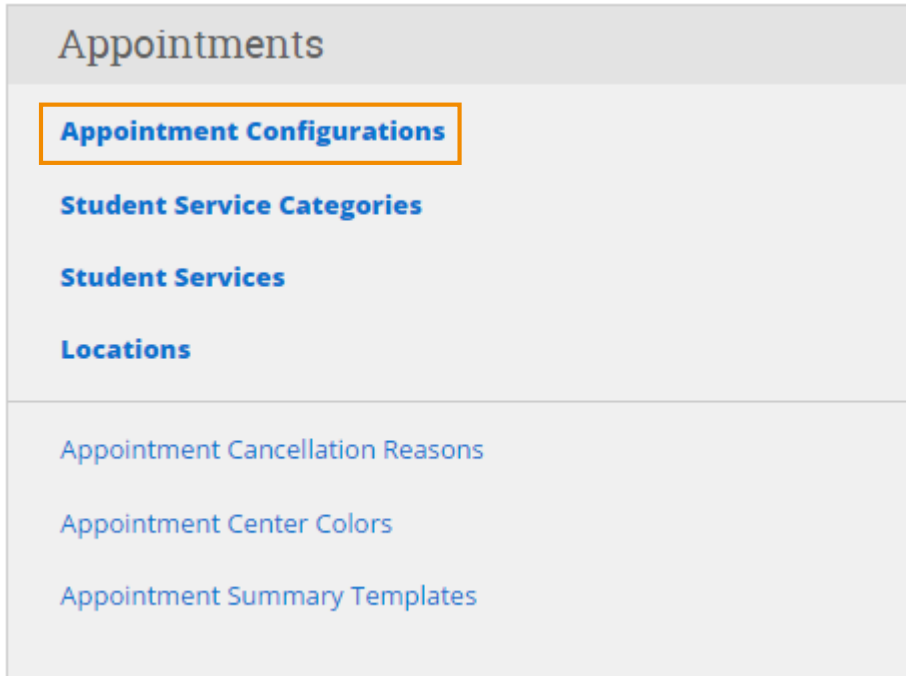 Appointments
Appointment Configurations
Student Service Categories
Student Services
Locations
Appointment Cancellation Reasons
Appointment Center Colors
Appointment Summary Templates